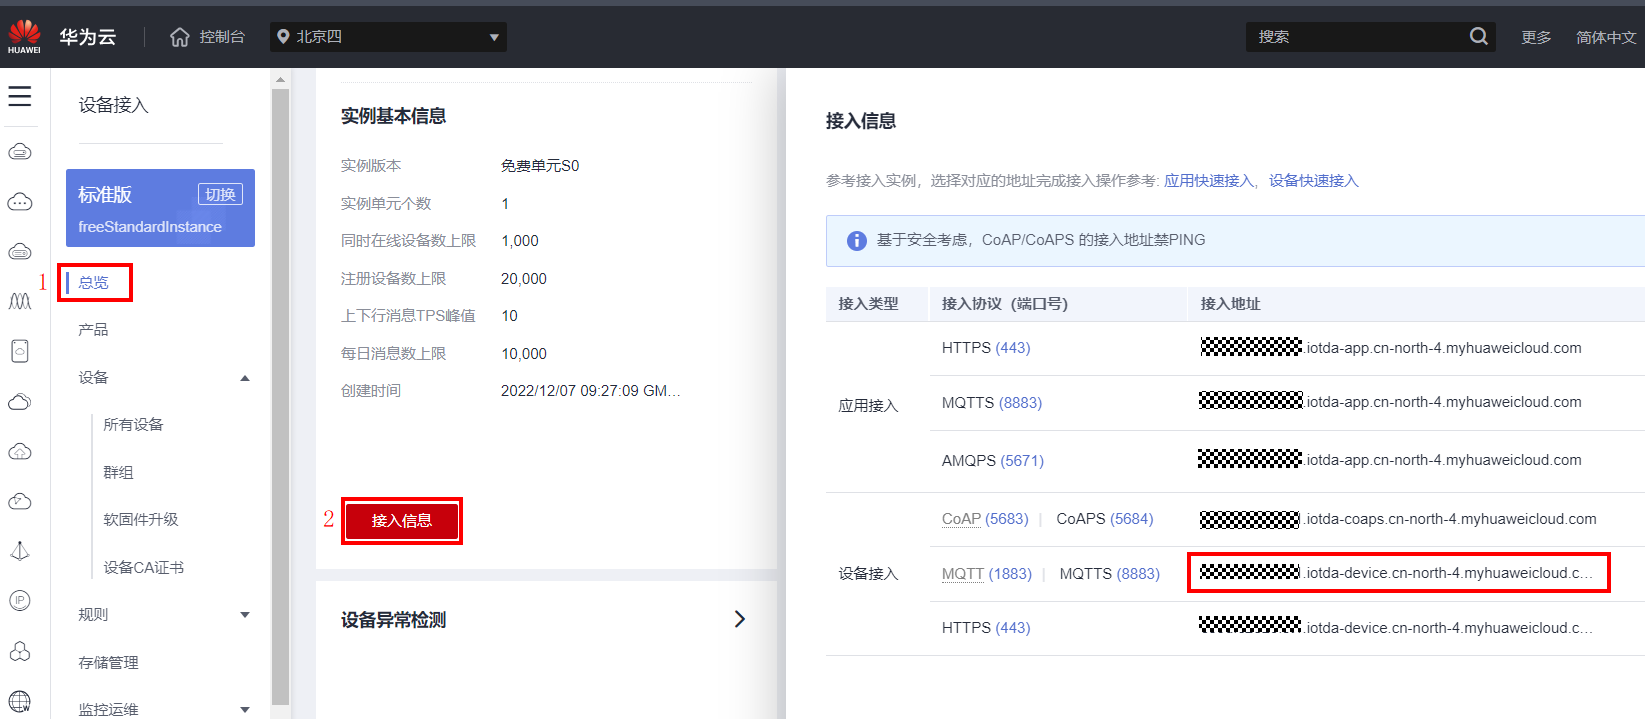 HUAWEI
华为云
控制台
北京四
搜索
更多
简体中文
设备接入
标准版
切换
freeStandardInstance
1
总览
产品
设备
所有设备
群组
软固件升级
设备CA证书
规则
存储管理
监控运维
IP
W
实例基本信息
实例版本 免费单元S0
实例单元个数 1
同时在线设备数上限 1,000
注册设备数上限 20,000
上下行消息TPS峰值 10
每日消息数上限 10,000
创建时间 2022/12/07 09:27:09 GM...
2
接入信息
设备异常检测
接入信息
参考接入实例，选择对应的地址完成接入操作参考: 应用快速接入，设备快速接入
基于安全考虑，CoAP/CoAPS 的接入地址禁PING
接入类型 接入协议（端口号） 接入地址
应用接入
HTTPS (443) .iotda-app.cn-north-4.myhuaweicloud.com
MQTTS (8883) .iotda-app.cn-north-4.myhuaweicloud.com
AMQPS (5671) .iotda-app.cn-north-4.myhuaweicloud.com
设备接入
CoAP (5683) | CoAPS (5684) .iotda-coaps.cn-north-4.myhuaweicloud.com
MQTT (1883) | MQTTS (8883) .iotda-device.cn-north-4.myhuaweicloud.c...
HTTPS (443) .iotda-device.cn-north-4.myhuaweicloud.c...